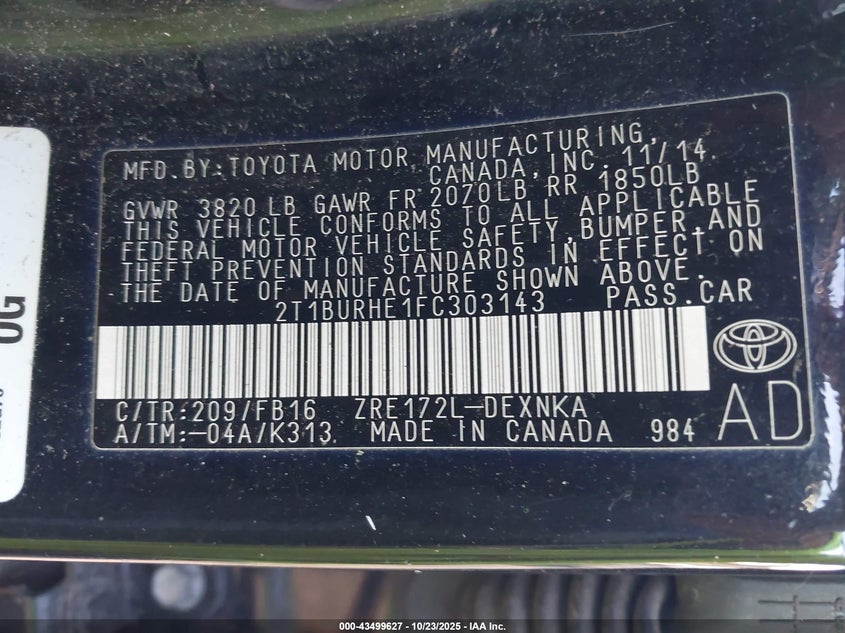 MFD. BY: TOYOTA MOTOR MANUFACTURING,
CANADA, INC. 11/14
GVWR 3820 LB GAWR FR 2070LB RR 1850LB
THIS VEHICLE CONFORMS TO ALL APPLICABLE
FEDERAL MOTOR VEHICLE SAFETY, BUMPER, AND
THEFT PREVENTION STANDARDS IN EFFECT ON
THE DATE OF MANUFACTURE SHOWN ABOVE.
2T1BURHE1FC303143 PASS.CAR
C/TR:209/FB16 ZRE172L-DEXNKA
A/TM:-04A/K313 MADE IN CANADA 984
AD
OG
000-43499627 - 10/23/2025 - IAA Inc.